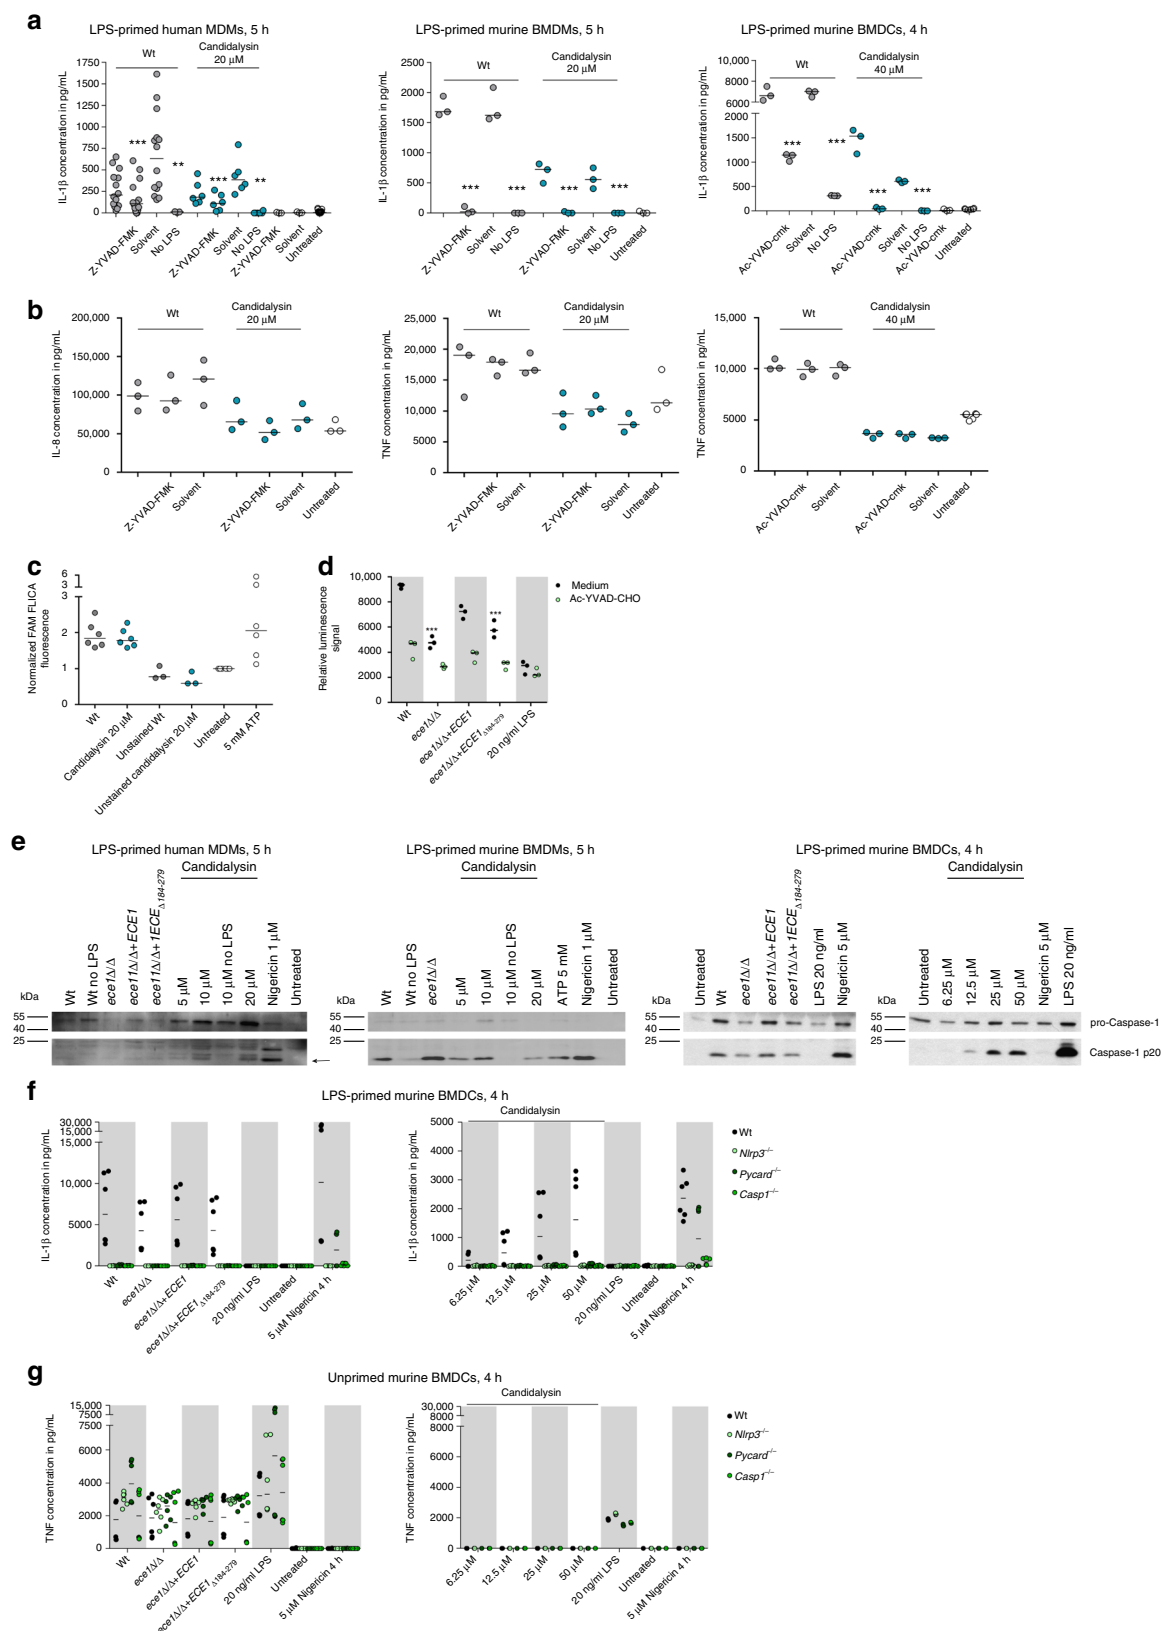 a
LPS-primed human MDMs, 5 h
Wt
Candidalysin
20 µM
IL-1β concentration in pg/mL
1750
1500
1250
1000
750
500
250
0
***
**
***
**
Z-YVAD-FMK
Solvent
No LPS
Z-YVAD-FMK
Solvent
No LPS
Z-YVAD-FMK
Solvent
Untreated
LPS-primed murine BMDMs, 5 h
Wt
Candidalysin
20 µM
IL-1β concentration in pg/mL
2500
2000
1500
1000
500
0
***
***
***
***
Z-YVAD-FMK
Solvent
No LPS
Z-YVAD-FMK
Solvent
No LPS
Untreated
LPS-primed murine BMDCs, 4 h
Wt
Candidalysin
40 µM
IL-1β concentration in pg/mL
10,000
6000
2000
1500
1000
500
0
***
***
***
***
Ac-YVAD-cmk
Solvent
No LPS
Ac-YVAD-cmk
Solvent
No LPS
Ac-YVAD-cmk
Untreated
b
Wt
Candidalysin
20 µM
IL-8 concentration in pg/mL
200,000
150,000
100,000
50,000
0
Z-YVAD-FMK
Solvent
Z-YVAD-FMK
Solvent
Untreated
Wt
Candidalysin
20 µM
TNF concentration in pg/mL
25,000
20,000
15,000
10,000
5000
0
Z-YVAD-FMK
Solvent
Z-YVAD-FMK
Solvent
Untreated
Wt
Candidalysin
40 µM
TNF concentration in pg/mL
15,000
10,000
5000
0
Ac-YVAD-cmk
Solvent
Ac-YVAD-cmk
Solvent
Untreated
c
Normalized FAM FLICA
fluorescence
6
3
3
2
1
0
Wt
Candidalysin 20 µM
Unstained Wt
Unstained candidalysin 20 µM
Untreated
5 mM ATP
d
Relative luminescence
signal
10,000
8000
6000
4000
2000
0
***
***
Medium
Ac-YVAD-CHO
Wt
ece1Δ/Δ
ece1Δ/Δ+ECE1
ece1Δ/Δ+ECE1Δ184-279
20 ng/ml LPS
e
LPS-primed human MDMs, 5 h
Candidalysin
Wt
Wt no LPS
ece1Δ/Δ
ece11Δ/Δ+ECE1
ece11Δ/Δ+1ECEΔ184-279
5 µM
10 µM
10 µM no LPS
20 µM
Nigericin 1 µM
Untreated
kDa
55
40
25
LPS-primed murine BMDMs, 5 h
Candidalysin
Wt
Wt no LPS
ece1Δ/Δ
5 µM
10 µM
10 µM no LPS
20 µM
ATP 5 mM
Nigericin 1 µM
Untreated
kDa
55
40
25
LPS-primed murine BMDCs, 4 h
Untreated
Wt
ece1Δ/Δ
ece11Δ/Δ+ECE1
ece11Δ/Δ+1ECEΔ184-279
LPS 20 ng/ml
Nigericin 5 µM
kDa
55
40
25
Candidalysin
Untreated
6.25 µM
12.5 µM
25 µM
50 µM
Nigericin 5 µM
LPS 20 ng/ml
kDa
55
40
25
pro-Caspase-1
Caspase-1 p20
f
LPS-primed murine BMDCs, 4 h
IL-1β concentration in pg/mL
30,000
15,000
15,000
10,000
5000
0
Wt
ece1Δ/Δ
ece1Δ/Δ+ECE1
ece1Δ/Δ+ECE1Δ184-279
20 ng/ml LPS
Untreated
5 µM Nigericin 4 h
Candidalysin
IL-1β concentration in pg/mL
5000
4000
3000
2000
1000
0
6.25 µM
12.5 µM
25 µM
50 µM
20 ng/ml LPS
Untreated
5 µM Nigericin 4 h
Wt
Nlrp3–/–
Pycard–/–
Casp1–/–
g
Unprimed murine BMDCs, 4 h
TNF concentration in pg/mL
15,000
7500
7500
6000
4000
2000
0
Wt
ece1Δ/Δ
ece1Δ/Δ+ECE1
ece1Δ/Δ+ECE1Δ184-279
20 ng/ml LPS
Untreated
5 µM Nigericin 4 h
Candidalysin
TNF concentration in pg/mL
30,000
8000
8000
6000
4000
2000
0
6.25 µM
12.5 µM
25 µM
50 µM
20 ng/ml LPS
Untreated
5 µM Nigericin 4 h
Wt
Nlrp3–/–
Pycard–/–
Casp1–/–